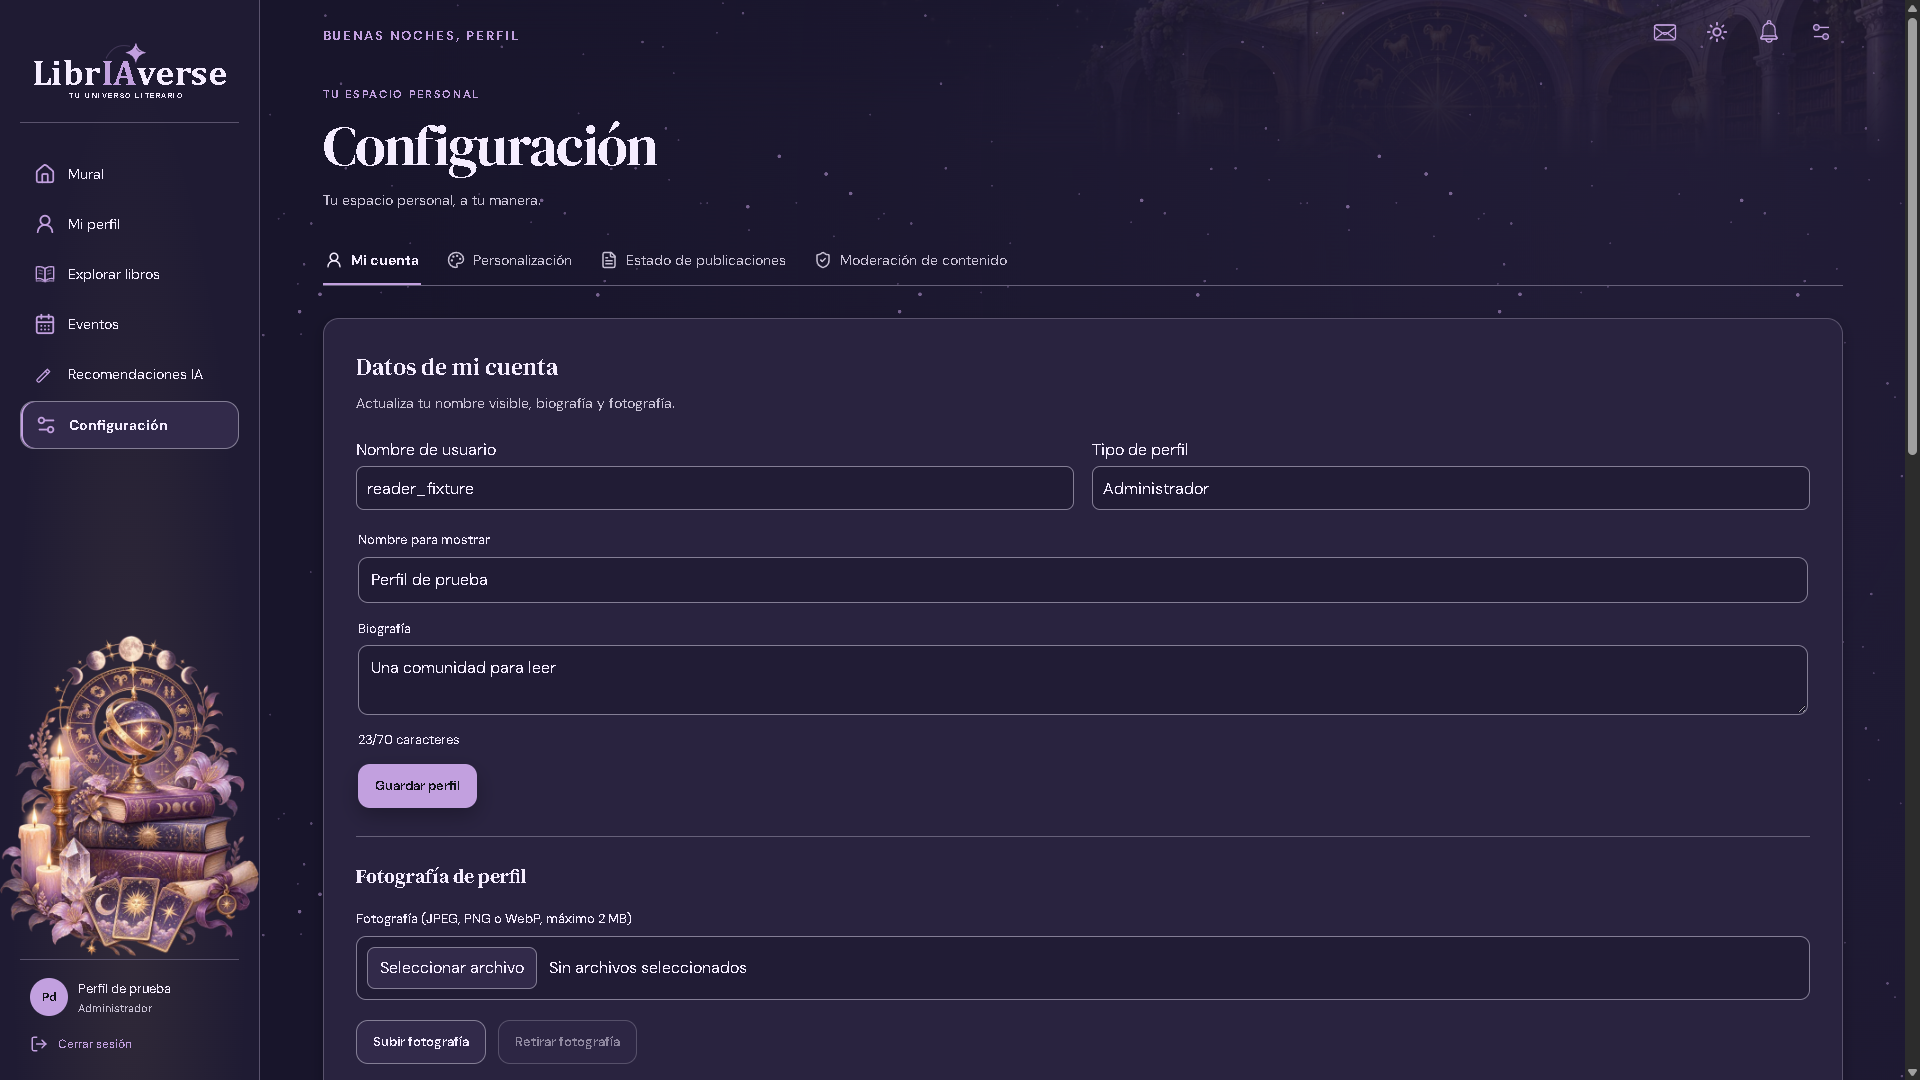 LibrIAverse
TU UNIVERSO LITERARIO
Mural
Mi perfil
Explorar libros
Eventos
Recomendaciones IA
Configuración
Pd
Perfil de prueba
Administrador
Cerrar sesión
BUENAS NOCHES, PERFIL
TU ESPACIO PERSONAL
Configuración
Tu espacio personal, a tu manera.
Mi cuenta
Personalización
Estado de publicaciones
Moderación de contenido
Datos de mi cuenta
Actualiza tu nombre visible, biografía y fotografía.
Nombre de usuario
reader_fixture
Tipo de perfil
Administrador
Nombre para mostrar
Perfil de prueba
Biografía
Una comunidad para leer
23/70 caracteres
Guardar perfil
Fotografía de perfil
Fotografía (JPEG, PNG o WebP, máximo 2 MB)
Seleccionar archivo Sin archivos seleccionados
Subir fotografía
Retirar fotografía